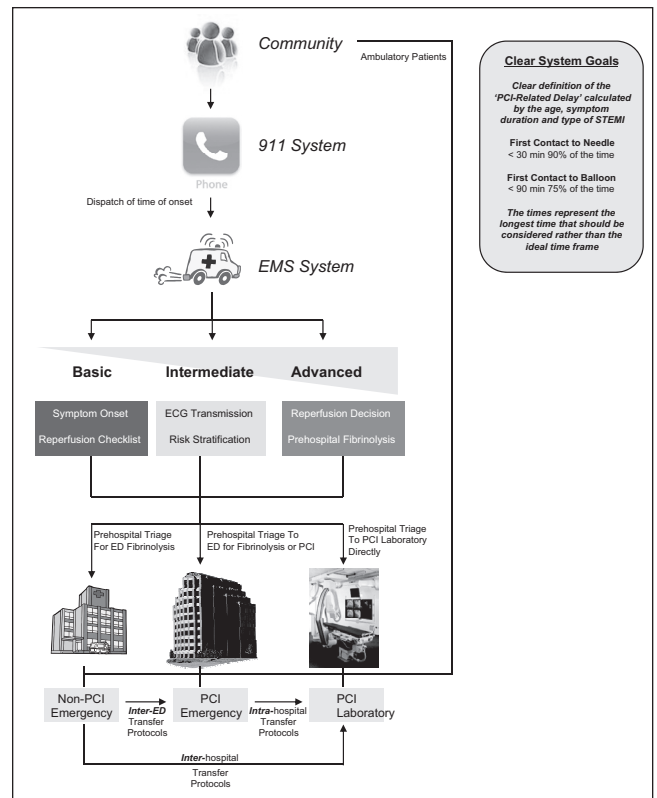 Community
Ambulatory Patients
911 System
Phone
Dispatch of time of onset
EMS System
Basic
Intermediate
Advanced
Symptom Onset
Reperfusion Checklist
ECG Transmission
Risk Stratification
Reperfusion Decision
Prehospital Fibrinolysis
Prehospital Triage
For ED Fibrinolysis
Prehospital Triage To
ED for Fibrinolysis or PCI
Prehospital Triage
To PCI Laboratory
Directly
Non-PCI
Emergency
Inter-ED
Transfer
Protocols
PCI
Emergency
Intra-hospital
Transfer
Protocols
PCI
Laboratory
Inter-hospital
Transfer
Protocols
Clear System Goals
Clear definition of the
‘PCI-Related Delay’ calculated
by the age, symptom
duration and type of STEMI
First Contact to Needle
< 30 min 90% of the time
First Contact to Balloon
< 90 min 75% of the time
The times represent the
longest time that should be
considered rather than the
ideal time frame